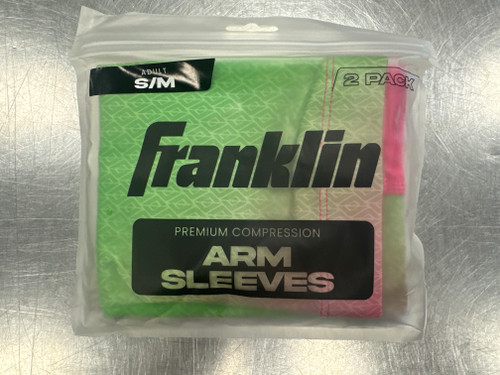 ADULT
S/M
2 PACK
franklin
PREMIUM COMPRESSION
ARM
SLEEVES